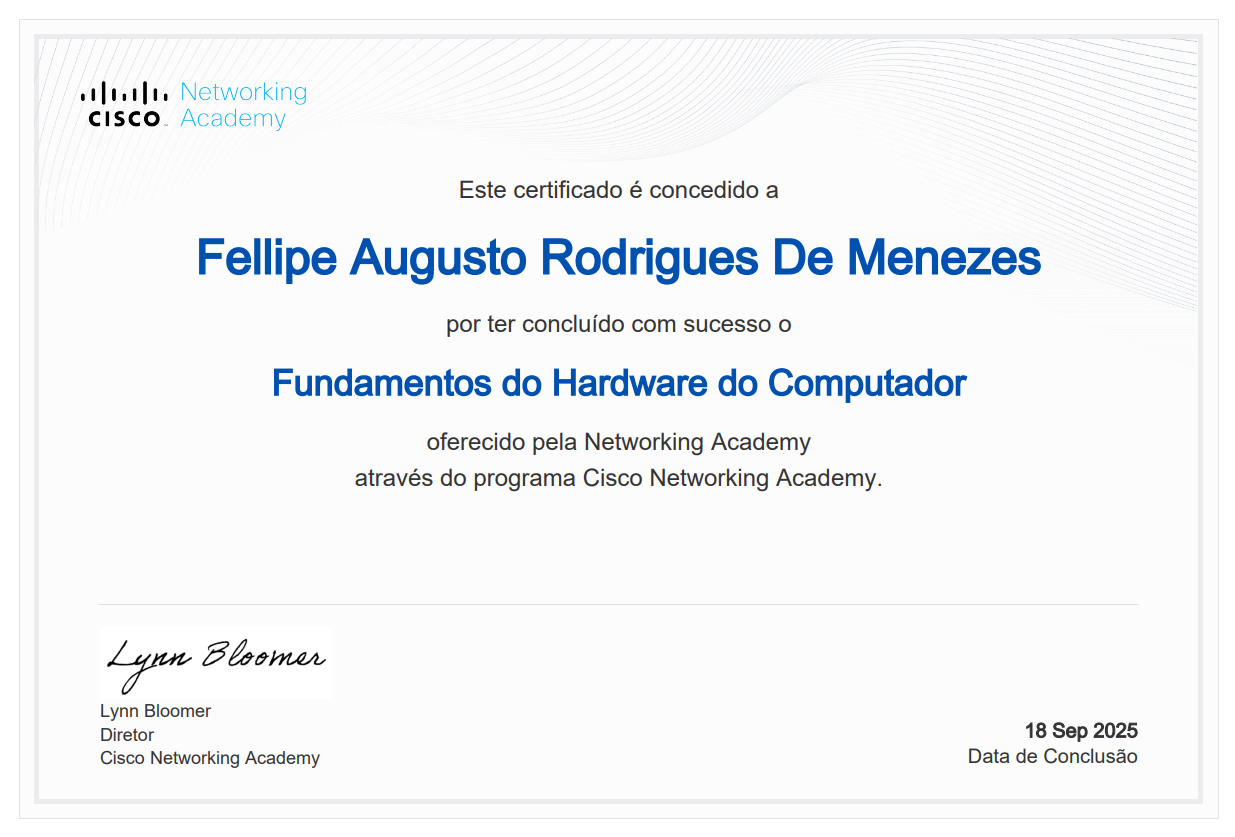 Networking
CISCO Academy
Este certificado é concedido a
Fellipe Augusto Rodrigues De Menezes
por ter concluído com sucesso o
Fundamentos do Hardware do Computador
oferecido pela Networking Academy
através do programa Cisco Networking Academy.
Lynn Bloomer
Lynn Bloomer
Diretor
Cisco Networking Academy
18 Sep 2025
Data de Conclusão